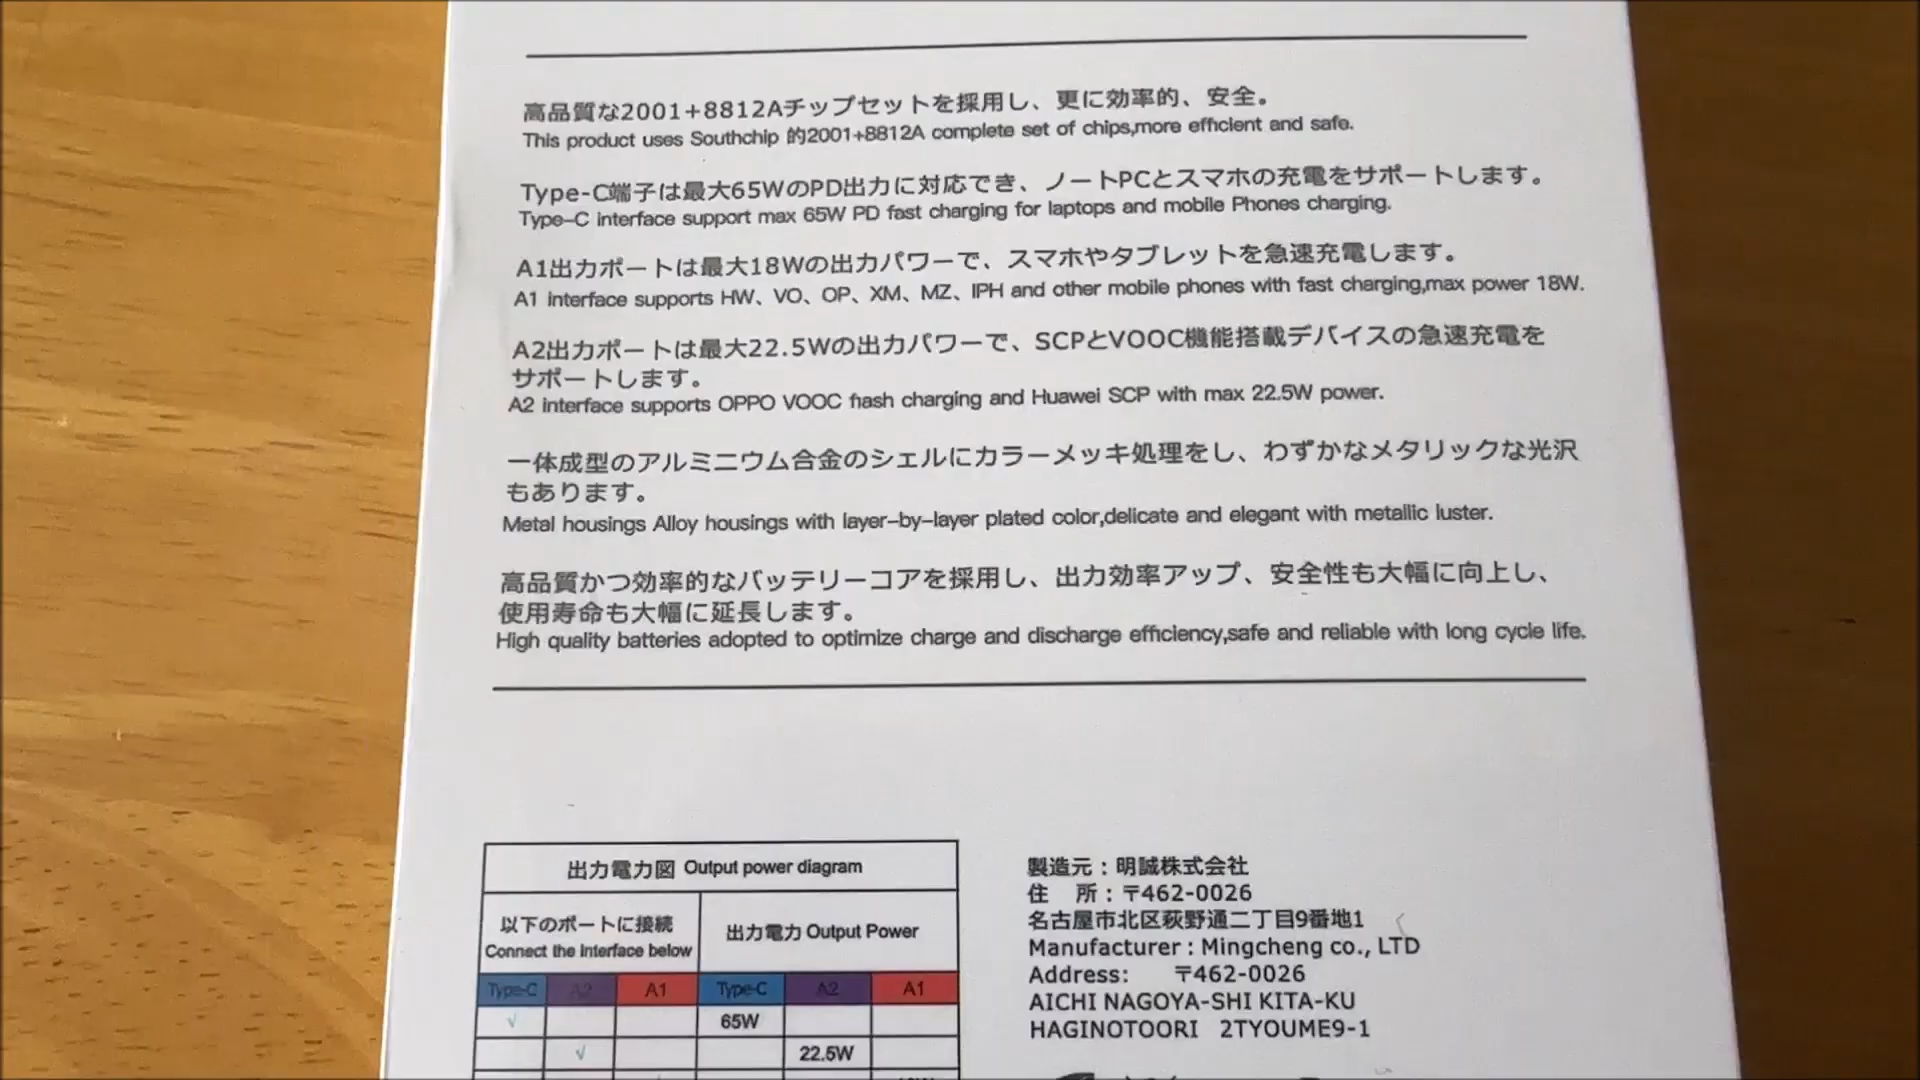 高品質な2001+8812Aチップセットを採用し、更に効率的、安全。
This product uses Southchip 的2001+8812A complete set of chips,more efficient and safe.
Type-C端子は最大65WのPD出力に対応でき、ノートPCとスマホの充電をサポートします。
Type-C interface support max 65W PD fast charging for laptops and mobile Phones charging.
A1出力ポートは最大18Wの出力パワーで、スマホやタブレットを急速充電します。
A1 interface supports HW、VO、OP、XM、MZ、IPH and other mobile phones with fast charging,max power 18W.
A2出力ポートは最大22.5Wの出力パワーで、SCPとVOOC機能搭載デバイスの急速充電を
サポートします。
A2 interface supports OPPO VOOC flash charging and Huawei SCP with max 22.5W power.
一体成型のアルミニウム合金のシェルにカラーメッキ処理をし、わずかなメタリックな光沢
もあります。
Metal housings Alloy housings with layer-by-layer plated color,delicate and elegant with metallic luster.
高品質かつ効率的なバッテリーコアを採用し、出力効率アップ、安全性も大幅に向上し、
使用寿命も大幅に延長します。
High quality batteries adopted to optimize charge and discharge efficiency,safe and reliable with long cycle life.
出力電力図 Output power diagram
以下のポートに接続
Connect the interface below
出力電力 Output Power
Type-C A2 A1 Type-C A2 A1
√ 65W
√ 22.5W
製造元：明誠株式会社
住 所：〒462-0026
名古屋市北区萩野通二丁目9番地1
Manufacturer : Mingcheng co., LTD
Address: 〒462-0026
AICHI NAGOYA-SHI KITA-KU
HAGINOTOORI 2TYOUME9-1